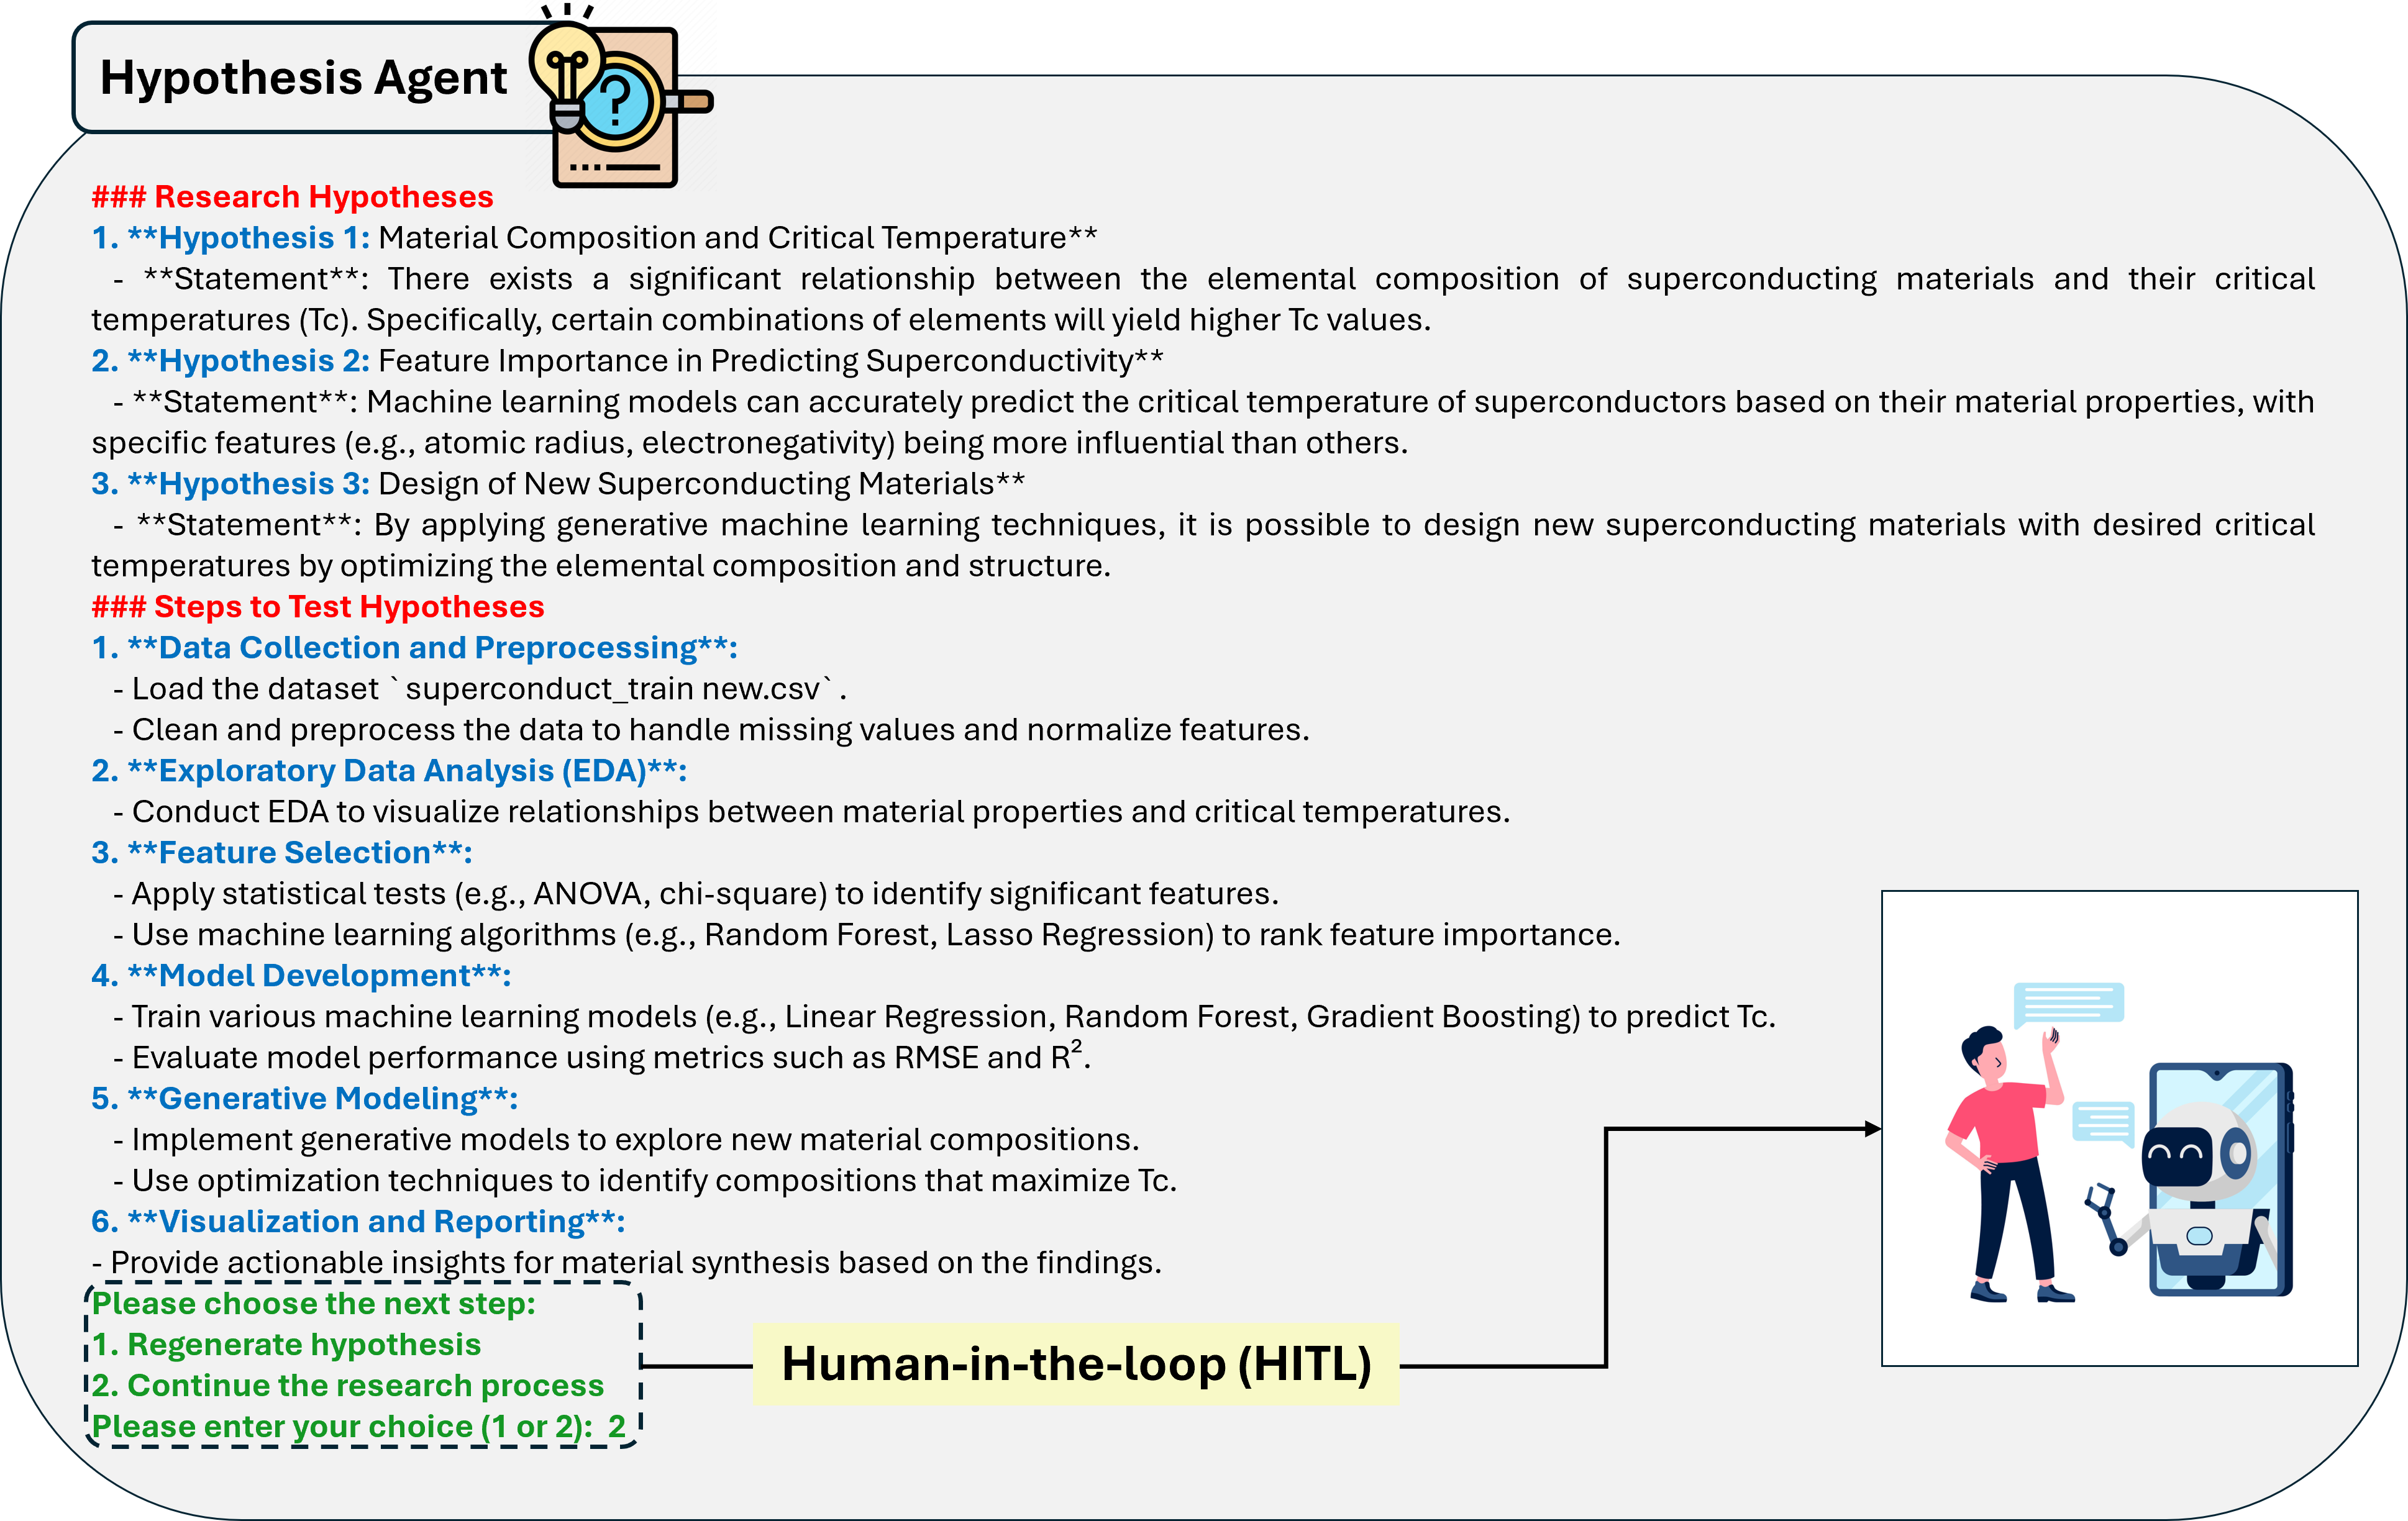 Hypothesis Agent
### Research Hypotheses
1. **Hypothesis 1: Material Composition and Critical Temperature**
- **Statement**: There exists a significant relationship between the elemental composition of superconducting materials and their critical
temperatures (Tc). Specifically, certain combinations of elements will yield higher Tc values.
2. **Hypothesis 2: Feature Importance in Predicting Superconductivity**
- **Statement**: Machine learning models can accurately predict the critical temperature of superconductors based on their material properties, with
specific features (e.g., atomic radius, electronegativity) being more influential than others.
3. **Hypothesis 3: Design of New Superconducting Materials**
- **Statement**: By applying generative machine learning techniques, it is possible to design new superconducting materials with desired critical
temperatures by optimizing the elemental composition and structure.
### Steps to Test Hypotheses
1. **Data Collection and Preprocessing**:
- Load the dataset `superconduct_train new.csv`.
- Clean and preprocess the data to handle missing values and normalize features.
2. **Exploratory Data Analysis (EDA)**:
- Conduct EDA to visualize relationships between material properties and critical temperatures.
3. **Feature Selection**:
- Apply statistical tests (e.g., ANOVA, chi-square) to identify significant features.
- Use machine learning algorithms (e.g., Random Forest, Lasso Regression) to rank feature importance.
4. **Model Development**:
- Train various machine learning models (e.g., Linear Regression, Random Forest, Gradient Boosting) to predict Tc.
- Evaluate model performance using metrics such as RMSE and R².
5. **Generative Modeling**:
- Implement generative models to explore new material compositions.
- Use optimization techniques to identify compositions that maximize Tc.
6. **Visualization and Reporting**:
- Provide actionable insights for material synthesis based on the findings.
Please choose the next step:
1. Regenerate hypothesis
2. Continue the research process
Please enter your choice (1 or 2): 2
Human-in-the-loop (HITL)